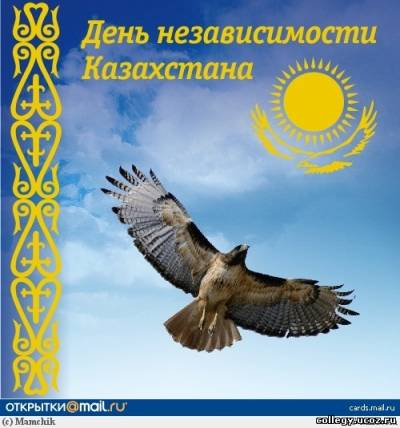 День независимости
Казахстана
ОТКРЫТКИ@mail.ru®
cards.mail.ru
(c) Mamchik
collegy.ucoz.ru